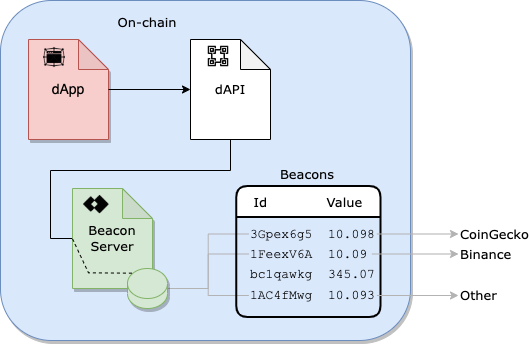 On-chain
dApp
dAPI
Beacons
Id Value
Beacon
Server
3Gpex6g5 10.098
CoinGecko
1FeexV6A 10.09
Binance
bc1qawkg 345.07
1AC4fMwg 10.093
Other